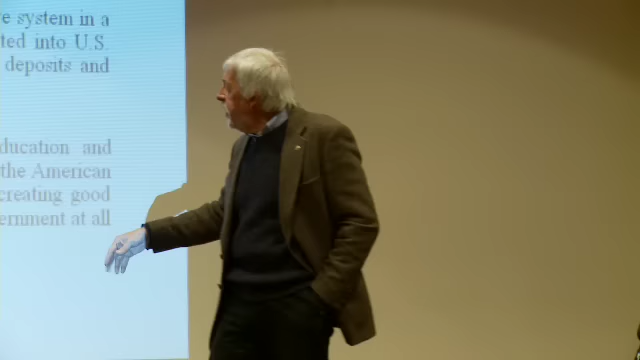 system in a
ted into U.S.
deposits and
ducation and
the American
creating good
ernment at all